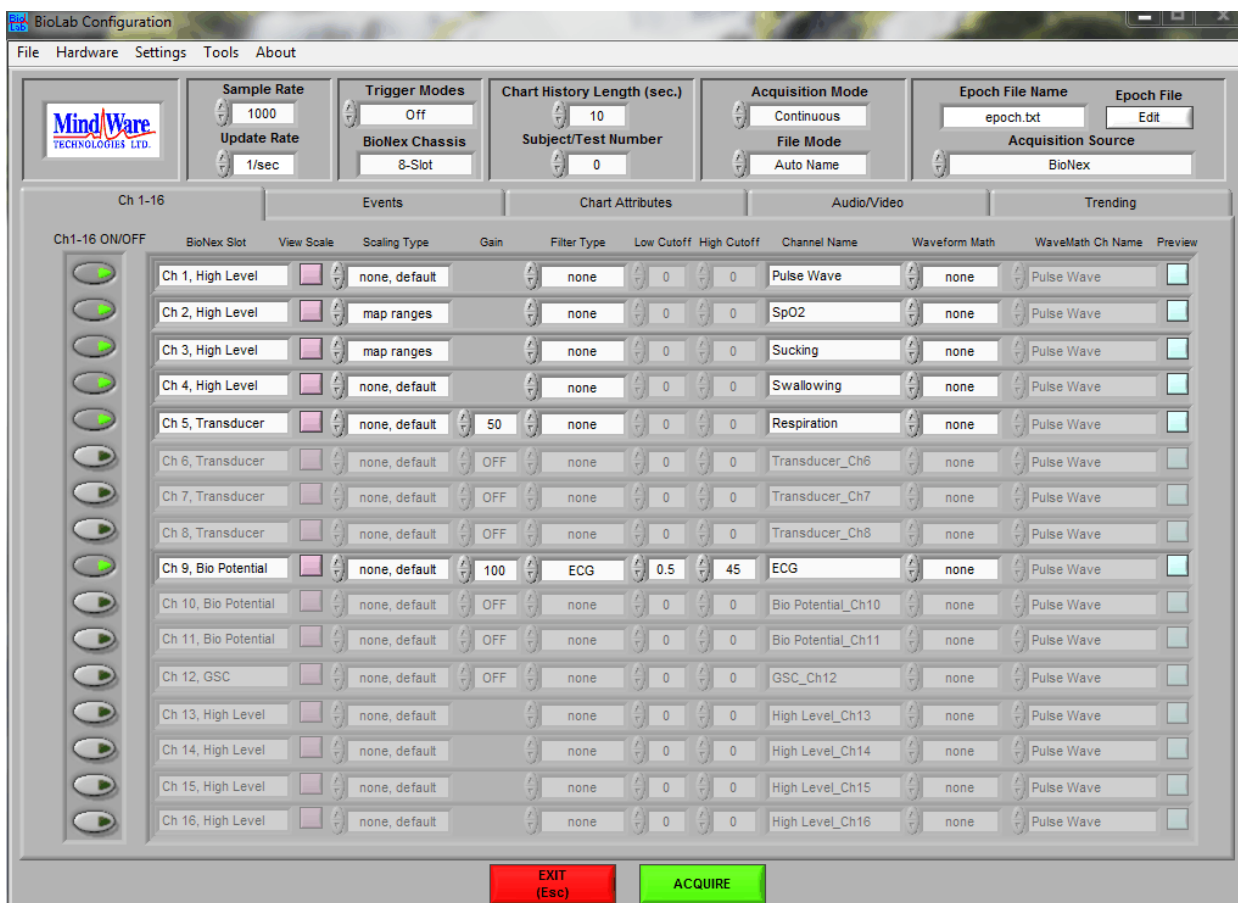 BioLab Configuration
File Hardware Settings Tools About
MindWare
TECHNOLOGIES LTD.
Sample Rate
1000
Update Rate
1/sec
Trigger Modes
Off
BioNex Chassis
8-Slot
Chart History Length (sec.)
10
Subject/Test Number
0
Acquisition Mode
Continuous
File Mode
Auto Name
Epoch File Name
epoch.txt
Epoch File
Edit
Acquisition Source
BioNex
Ch 1-16 Events Chart Attributes Audio/Video Trending
Ch1-16 ON/OFF BioNex Slot View Scale Scaling Type Gain Filter Type Low Cutoff High Cutoff Channel Name Waveform Math WaveMath Ch Name Preview
Ch 1, High Level none, default none 0 0 Pulse Wave none Pulse Wave
Ch 2, High Level map ranges none 0 0 SpO2 none Pulse Wave
Ch 3, High Level map ranges none 0 0 Sucking none Pulse Wave
Ch 4, High Level none, default none 0 0 Swallowing none Pulse Wave
Ch 5, Transducer none, default 50 none 0 0 Respiration none Pulse Wave
Ch 6, Transducer none, default OFF none 0 0 Transducer_Ch6 none Pulse Wave
Ch 7, Transducer none, default OFF none 0 0 Transducer_Ch7 none Pulse Wave
Ch 8, Transducer none, default OFF none 0 0 Transducer_Ch8 none Pulse Wave
Ch 9, Bio Potential none, default 100 ECG 0.5 45 ECG none Pulse Wave
Ch 10, Bio Potential none, default OFF none 0 0 Bio Potential_Ch10 none Pulse Wave
Ch 11, Bio Potential none, default OFF none 0 0 Bio Potential_Ch11 none Pulse Wave
Ch 12, GSC none, default OFF none 0 0 GSC_Ch12 none Pulse Wave
Ch 13, High Level none, default none 0 0 High Level_Ch13 none Pulse Wave
Ch 14, High Level none, default none 0 0 High Level_Ch14 none Pulse Wave
Ch 15, High Level none, default none 0 0 High Level_Ch15 none Pulse Wave
Ch 16, High Level none, default none 0 0 High Level_Ch16 none Pulse Wave
EXIT
(Esc)
ACQUIRE